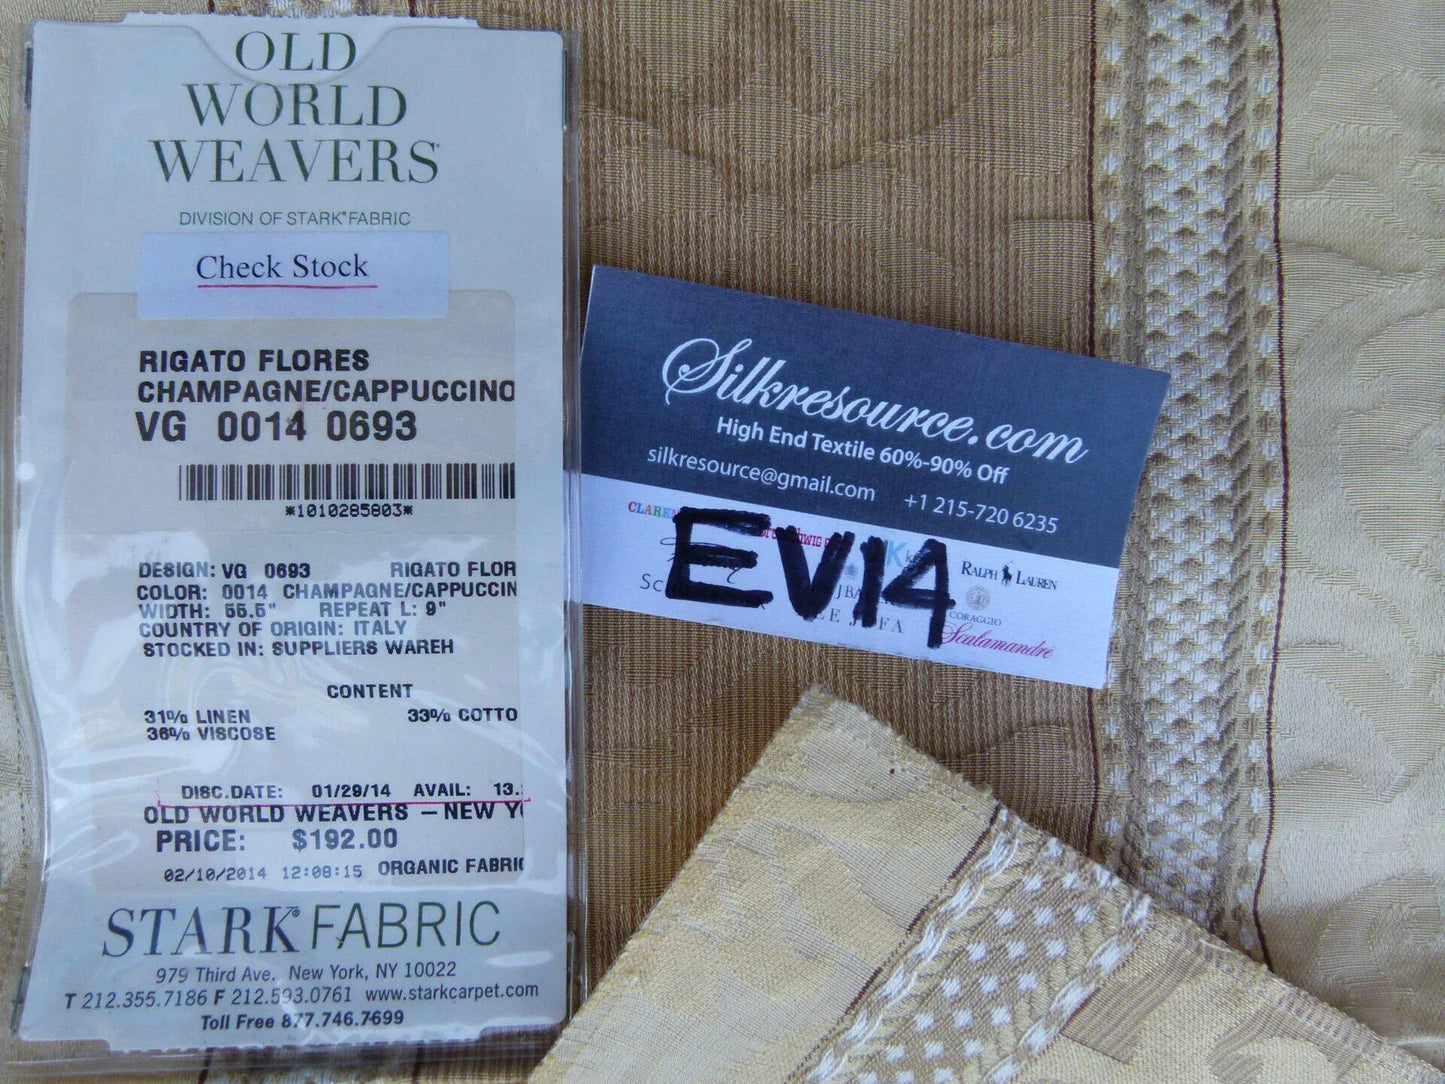 OLD
WORLD
WEAVERS
DIVISION OF STARK® FABRIC
Check Stock
RIGATO FLORES
CHAMPAGNE/CAPPUCCINO
VG 0014 0693
*1010285803*
DESIGN: VG 0693 RIGATO FLOR
COLOR: 0014 CHAMPAGNE/CAPPUCCIN
WIDTH: 55.5" REPEAT L: 9"
COUNTRY OF ORIGIN: ITALY
STOCKED IN: SUPPLIERS WAREH
CONTENT
31% LINEN 33% COTTO
36% VISCOSE
DISC.DATE: 01/29/14 AVAIL: 13.
OLD WORLD WEAVERS – NEW Y
PRICE: $192.00
02/10/2014 12:08:15 ORGANIC FABRIC
STARK® FABRIC
979 Third Ave. New York, NY 10022
T 212.355.7186 F 212.593.0761 www.starkcarpet.com
Toll Free 877.746.7699
Silkresource.com
High End Textile 60%-90% Off
silkresource@gmail.com +1 215-720 6235
EV14
RALPH LAUREN
CORAGGIO
Scalamandre